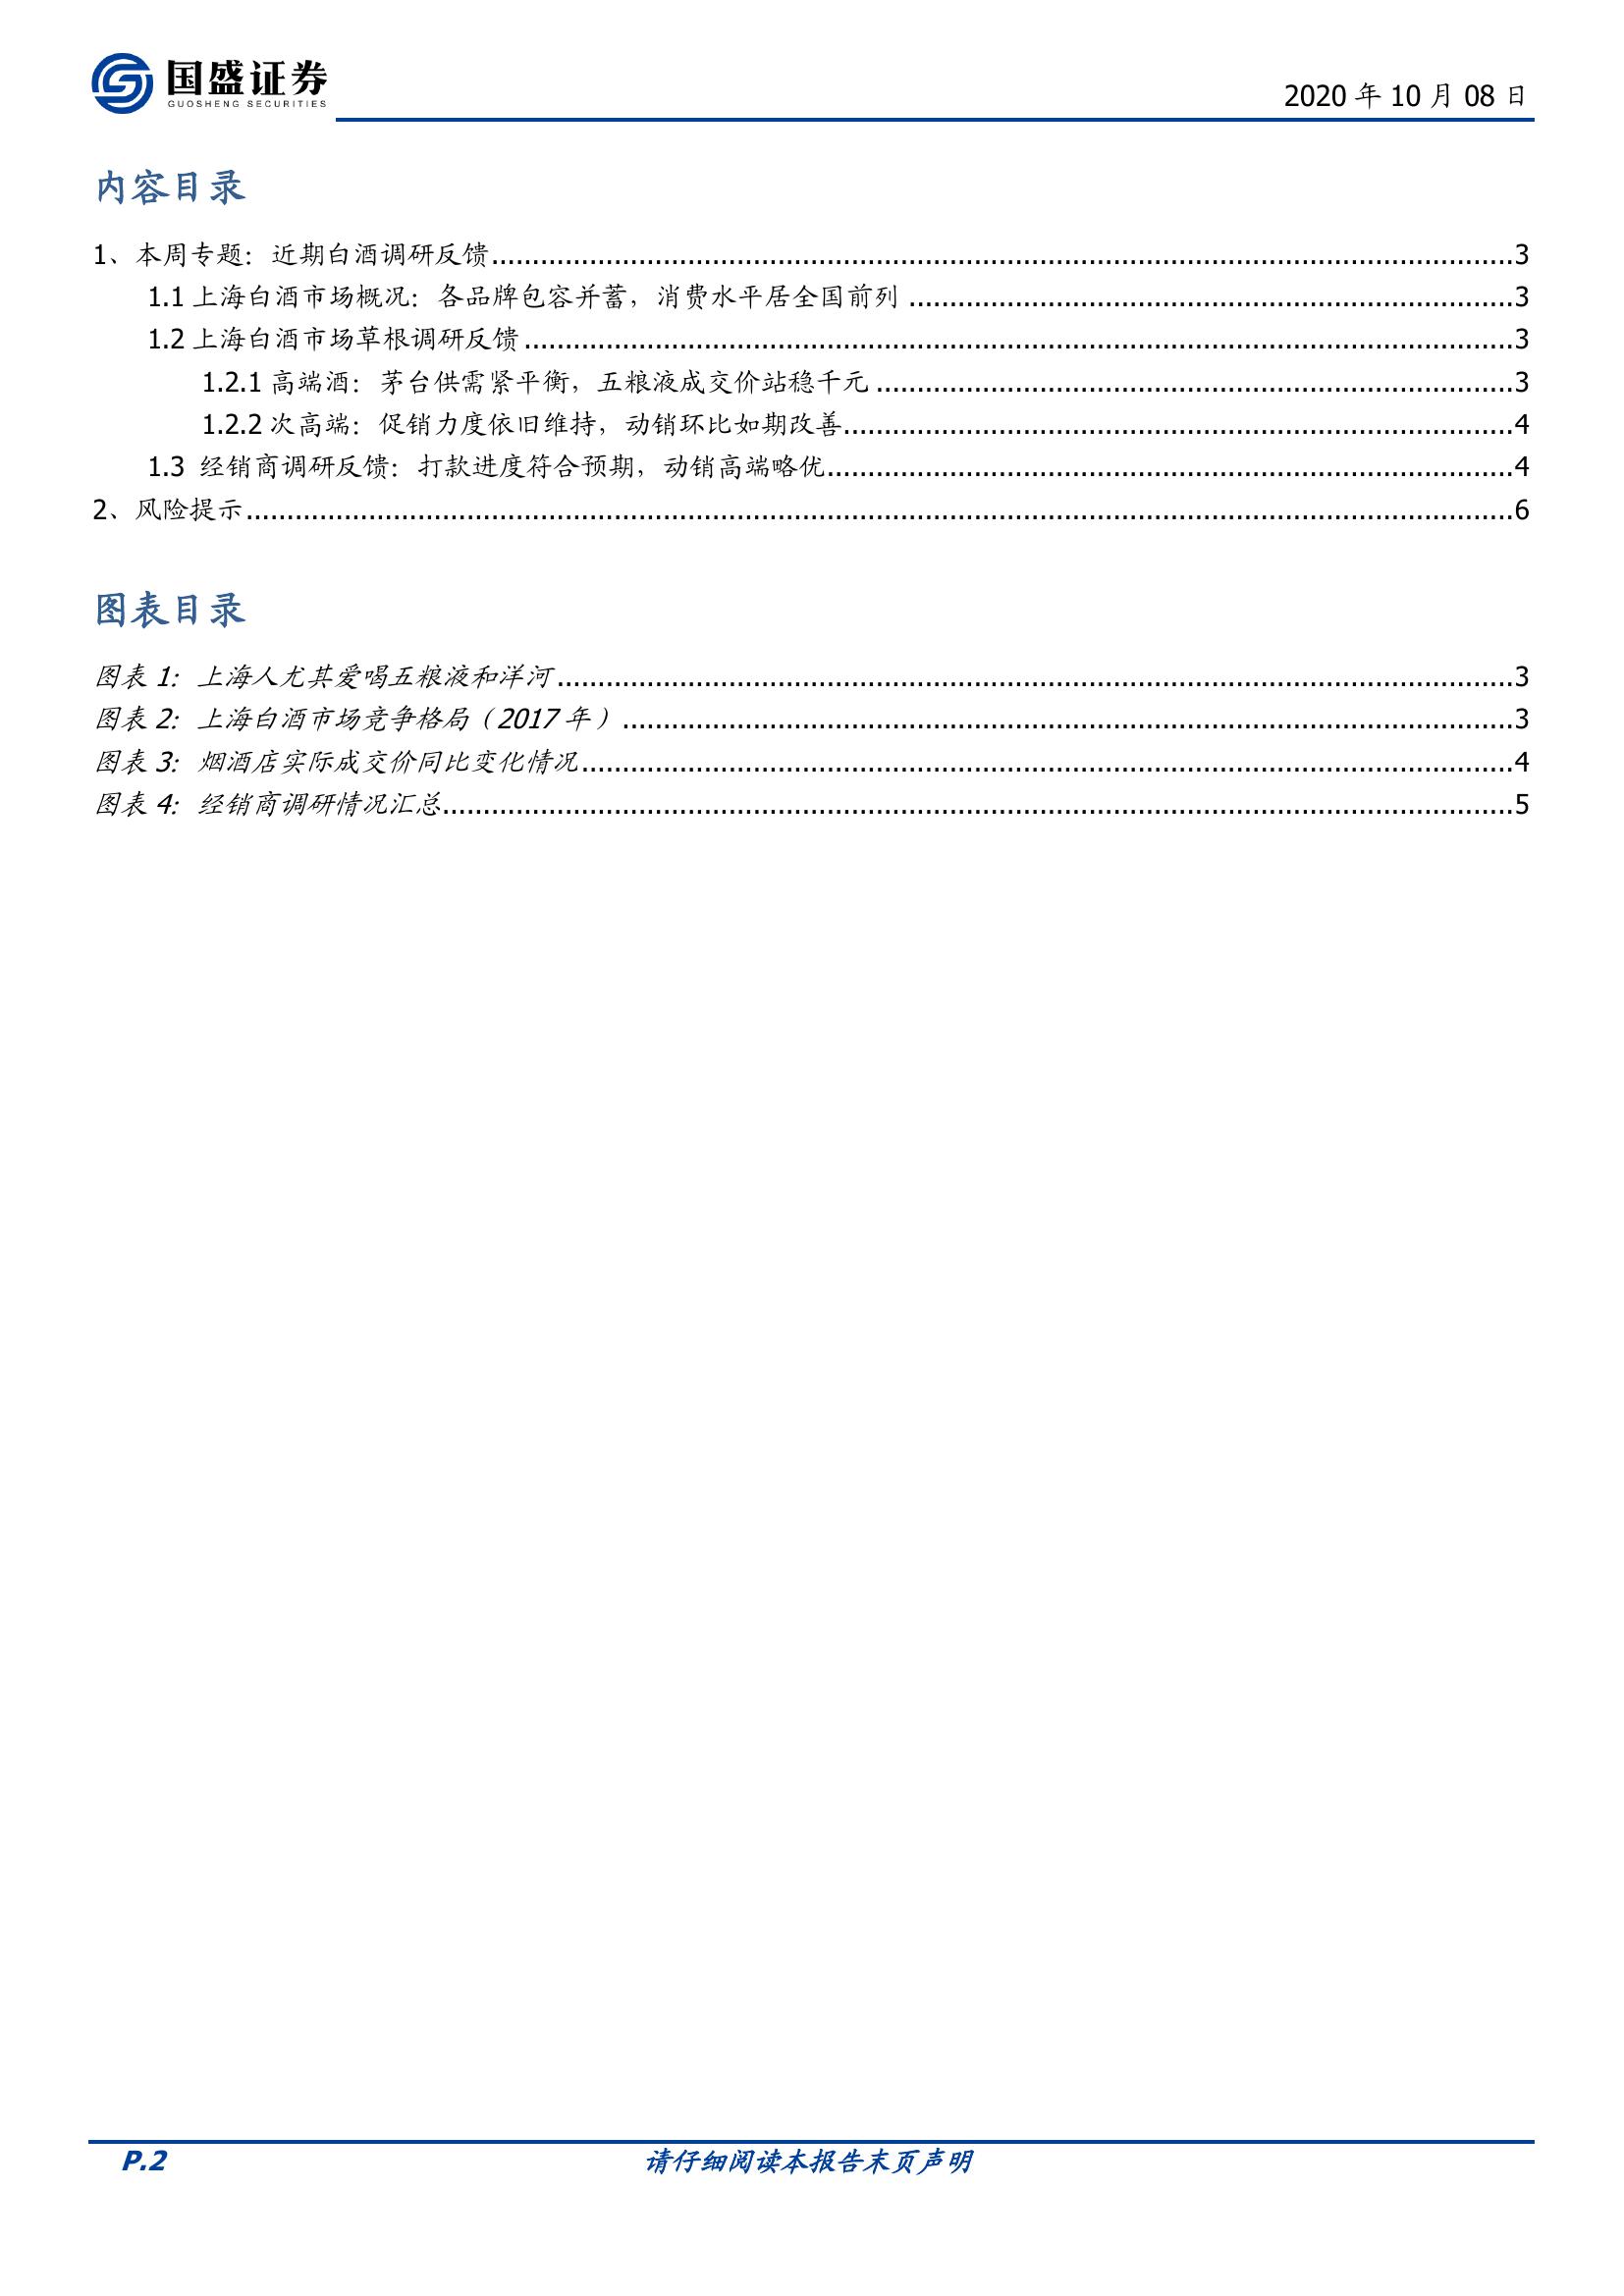 国盛证券
GUOSHENG SECURITIES
2020 年 10 月 08 日
内容目录
1、本周专题：近期白酒调研反馈 3
1.1 上海白酒市场概况：各品牌包容并蓄，消费水平居全国前列 3
1.2 上海白酒市场草根调研反馈 3
1.2.1 高端酒：茅台供需紧平衡，五粮液成交价站稳千元 3
1.2.2 次高端：促销力度依旧维持，动销环比如期改善 4
1.3 经销商调研反馈：打款进度符合预期，动销高端略优 4
2、风险提示 6
图表目录
图表 1：上海人尤其爱喝五粮液和洋河 3
图表 2：上海白酒市场竞争格局（2017 年） 3
图表 3：烟酒店实际成交价同比变化情况 4
图表 4：经销商调研情况汇总 5
P.2
请仔细阅读本报告末页声明